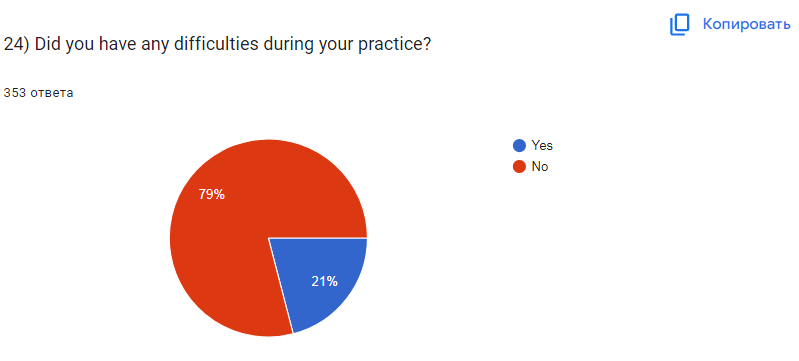 Копировать
24) Did you have any difficulties during your practice?
353 ответа
Yes
No
79%
21%